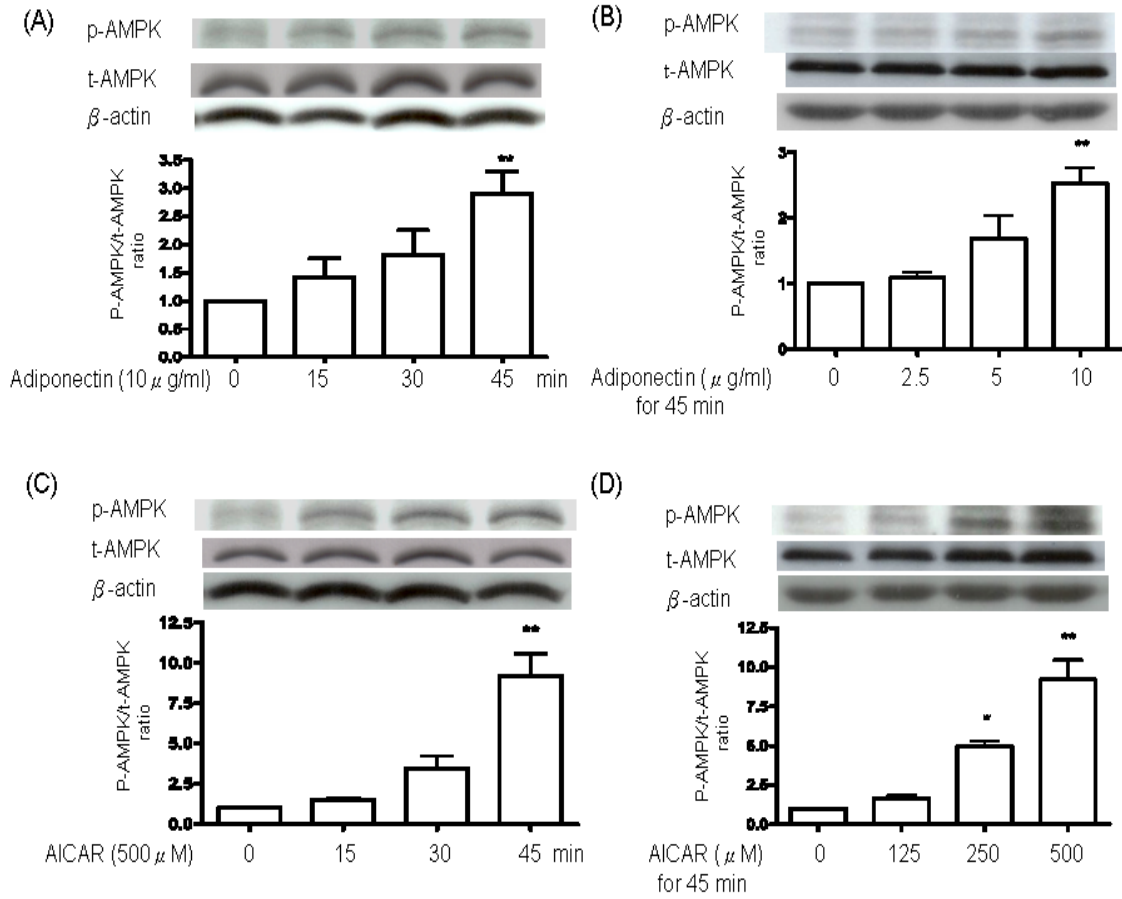 (A)
p-AMPK
t-AMPK
β-actin
P-AMPK/t-AMPK
ratio
3.5
3.0
2.5
2.0
1.5
1.0
0.5
0.0
**
Adiponectin (10 μ g/ml) 0 15 30 45 min
(B)
p-AMPK
t-AMPK
β-actin
P-AMPK/t-AMPK
ratio
3
2
1
0
**
Adiponectin ( μ g/ml) 0 2.5 5 10
for 45 min
(C)
p-AMPK
t-AMPK
β-actin
P-AMPK/t-AMPK
ratio
12.5
10.0
7.5
5.0
2.5
0.0
**
AICAR (500 μ M) 0 15 30 45 min
(D)
p-AMPK
t-AMPK
β-actin
P-AMPK/t-AMPK
ratio
12.5
10.0
7.5
5.0
2.5
0.0
*
**
AICAR ( μ M) 0 125 250 500
for 45 min